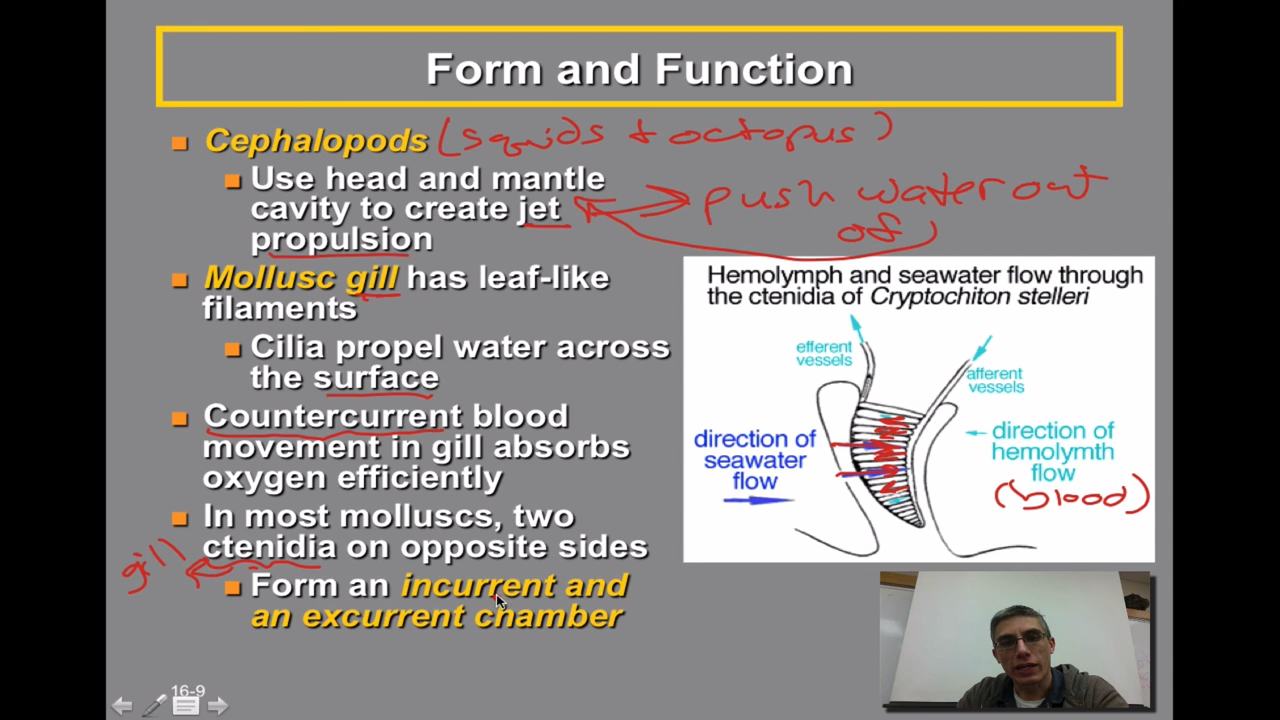 Form and Function
Cephalopods (squids + octopus)
Use head and mantle
cavity to create jet
propulsion
push water out
of
Mollusc gill has leaf-like
filaments
Cilia propel water across
the surface
Countercurrent blood
movement in gill absorbs
oxygen efficiently
In most molluscs, two
ctenidia on opposite sides
gill
Form an incurrent and
an excurrent chamber
Hemolymph and seawater flow through
the ctenidia of Cryptochiton stelleri
efferent
vessels
afferent
vessels
direction of
seawater
flow
direction of
hemolymth
flow
(blood)
16-9